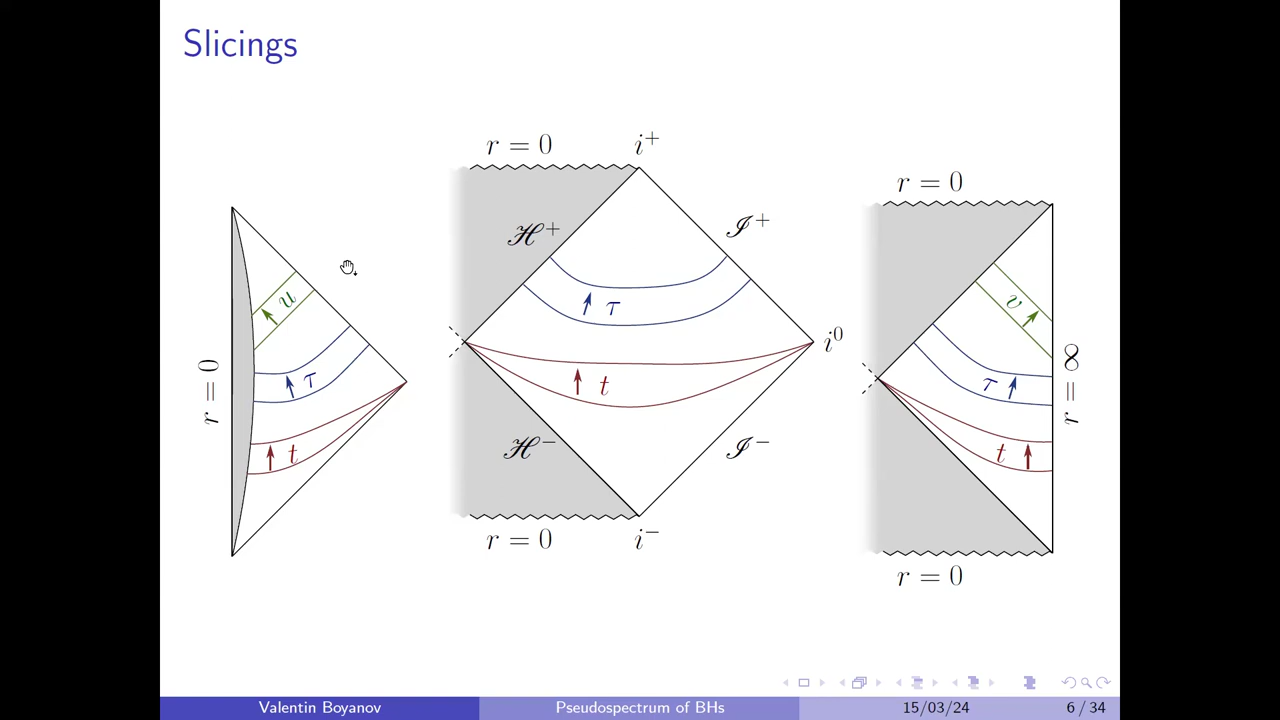 Slicings
r = 0
u
τ
t
r = 0
i⁺
ℋ⁺
ℐ⁺
τ
i⁰
t
ℋ⁻
ℐ⁻
r = 0
i⁻
r = 0
v
τ
r = ∞
t
r = 0
Valentin Boyanov
Pseudospectrum of BHs
15/03/24
6 / 34